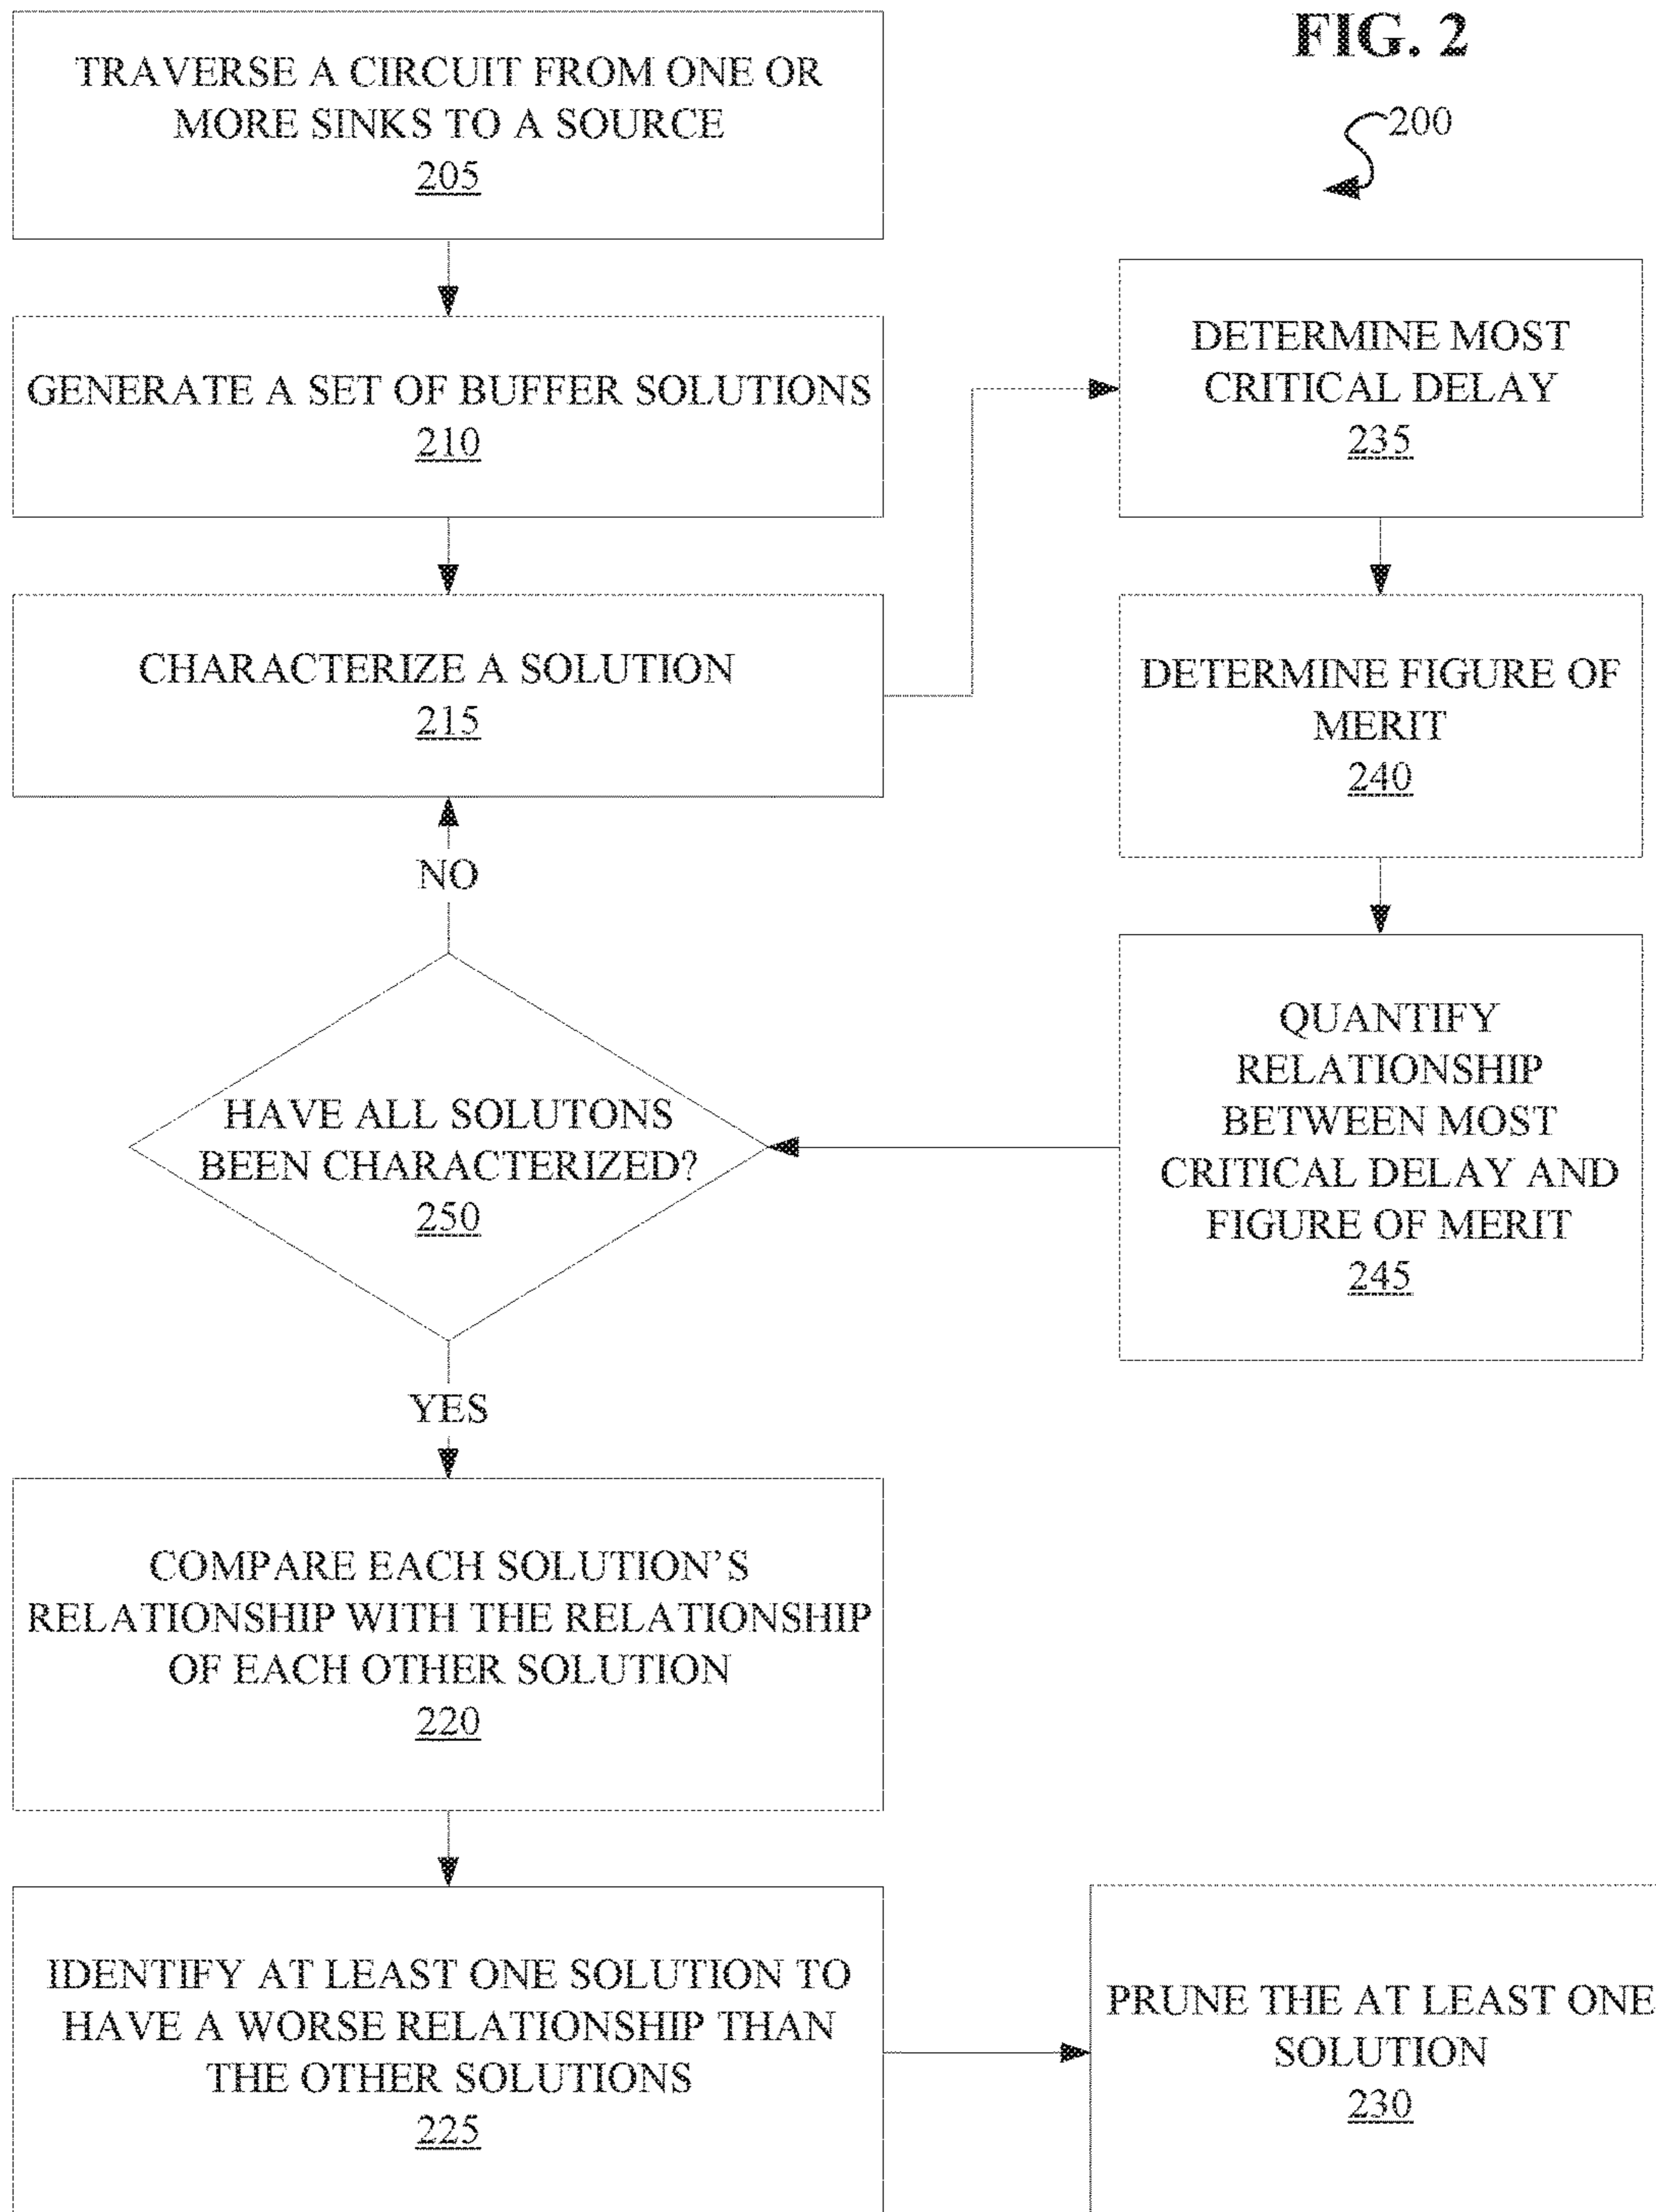 FIG. 2
200
TRAVERSE A CIRCUIT FROM ONE OR
MORE SINKS TO A SOURCE
205
GENERATE A SET OF BUFFER SOLUTIONS
210
CHARACTERIZE A SOLUTION
215
DETERMINE MOST
CRITICAL DELAY
235
DETERMINE FIGURE OF
MERIT
240
QUANTIFY
RELATIONSHIP
BETWEEN MOST
CRITICAL DELAY AND
FIGURE OF MERIT
245
NO
HAVE ALL SOLUTONS
BEEN CHARACTERIZED?
250
YES
COMPARE EACH SOLUTION’S
RELATIONSHIP WITH THE RELATIONSHIP
OF EACH OTHER SOLUTION
220
IDENTIFY AT LEAST ONE SOLUTION TO
HAVE A WORSE RELATIONSHIP THAN
THE OTHER SOLUTIONS
225
PRUNE THE AT LEAST ONE
SOLUTION
230